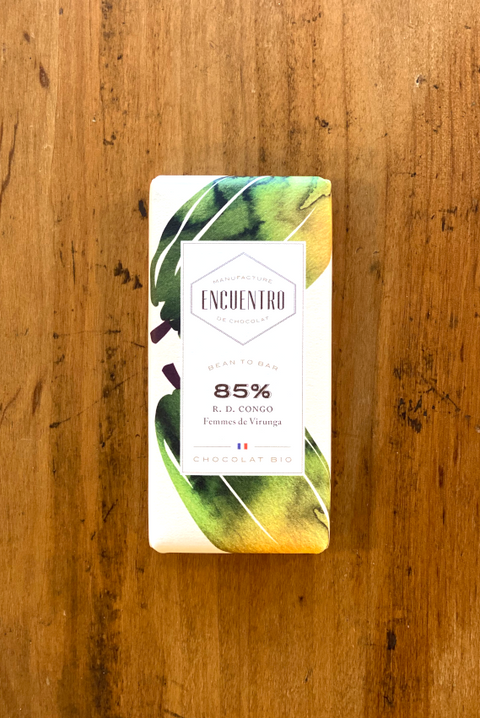 MANUFACTURE
ENCUENTRO
DE CHOCOLAT
BEAN TO BAR
85%
R. D. CONGO
Femmes de Virunga
CHOCOLAT BIO